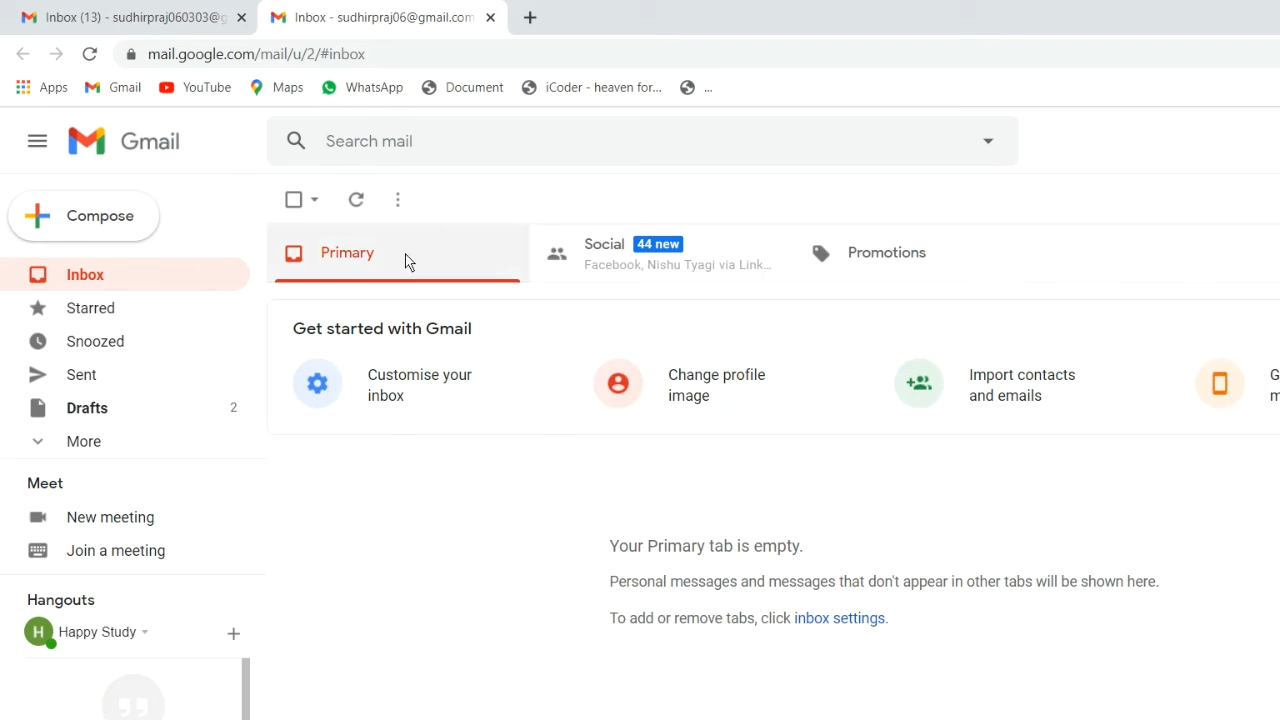 Inbox (13) - sudhirpraj060303@g
Inbox - sudhirpraj06@gmail.com
mail.google.com/mail/u/2/#inbox
Apps
Gmail
YouTube
Maps
WhatsApp
Document
iCoder - heaven for...
...
Gmail
Search mail
Compose
Primary
Social 44 new
Facebook, Nishu Tyagi via Link...
Promotions
Inbox
Starred
Snoozed
Sent
Drafts 2
More
Get started with Gmail
Customise your
inbox
Change profile
image
Import contacts
and emails
G
m
Meet
New meeting
Join a meeting
Your Primary tab is empty.
Personal messages and messages that don't appear in other tabs will be shown here.
To add or remove tabs, click inbox settings.
Hangouts
H Happy Study